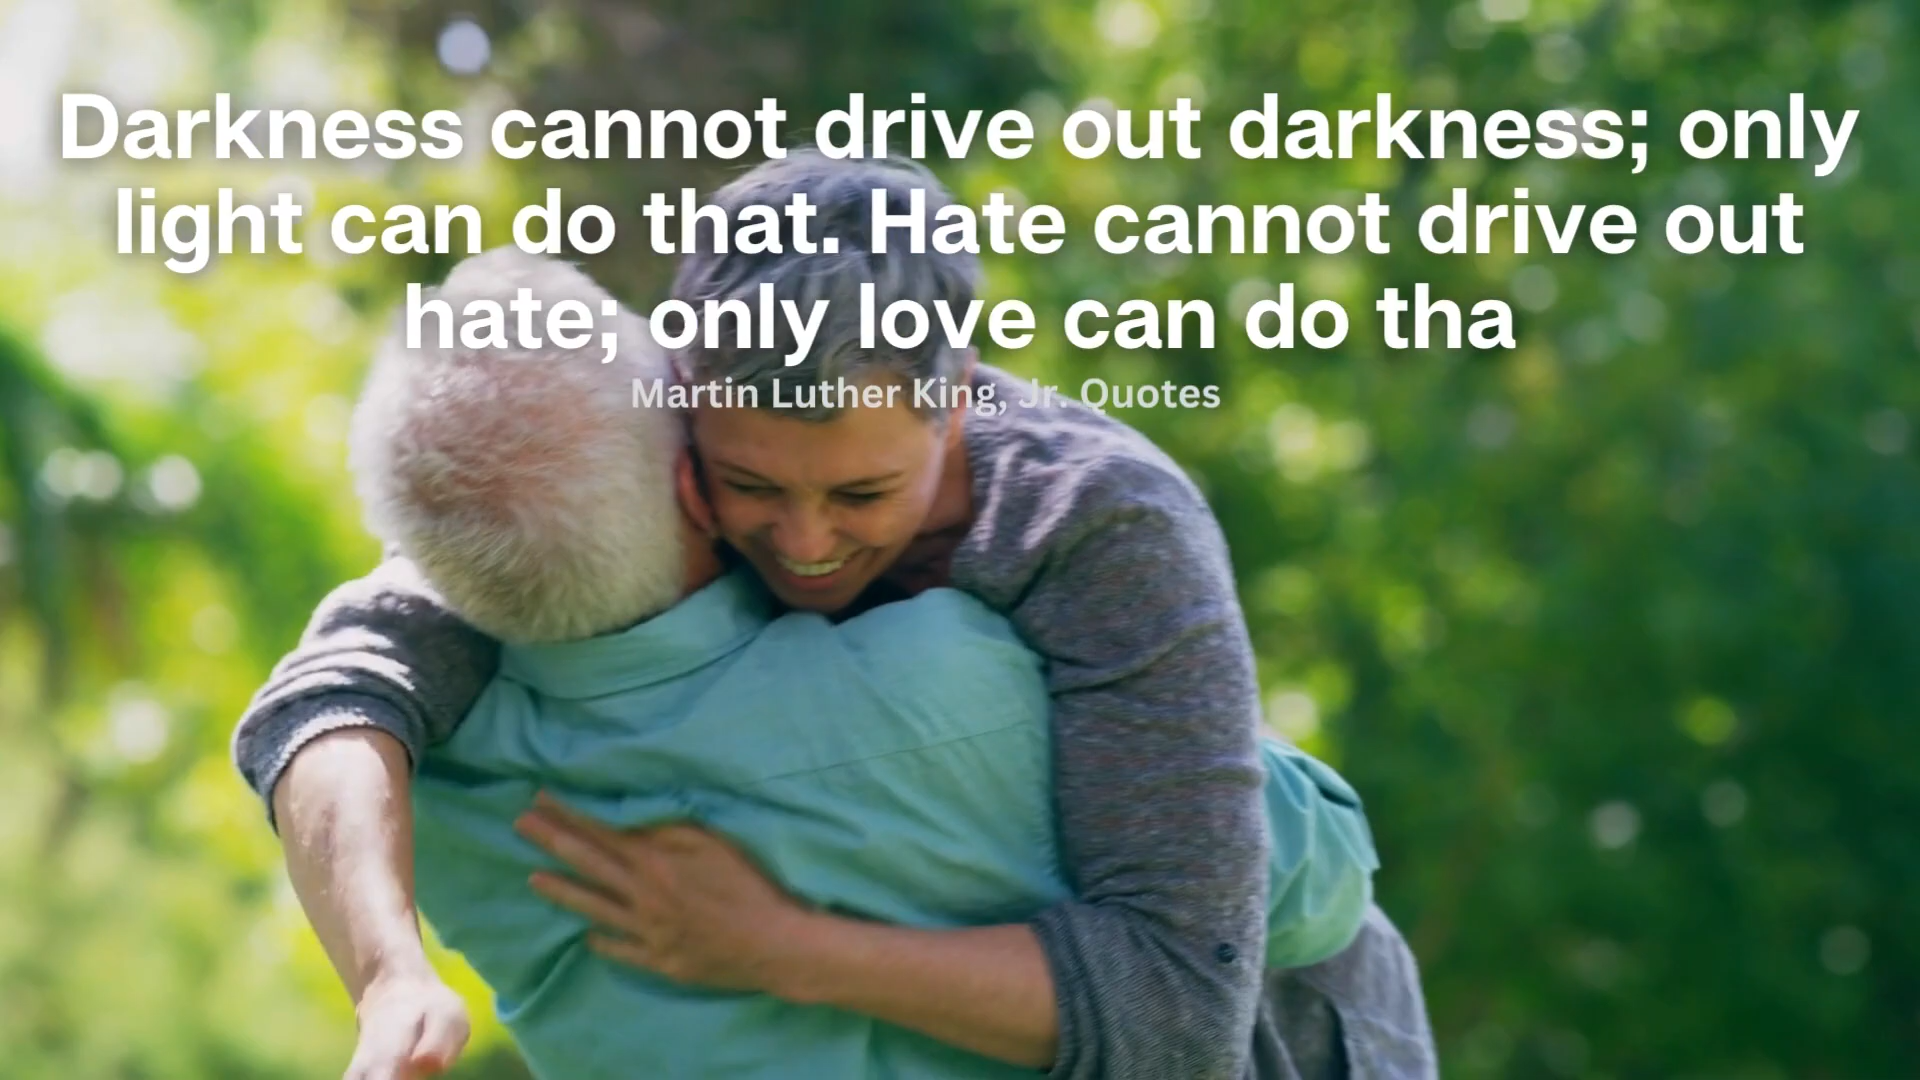 Darkness cannot drive out darkness; only
light can do that. Hate cannot drive out
hate; only love can do tha
Martin Luther King, Jr. Quotes